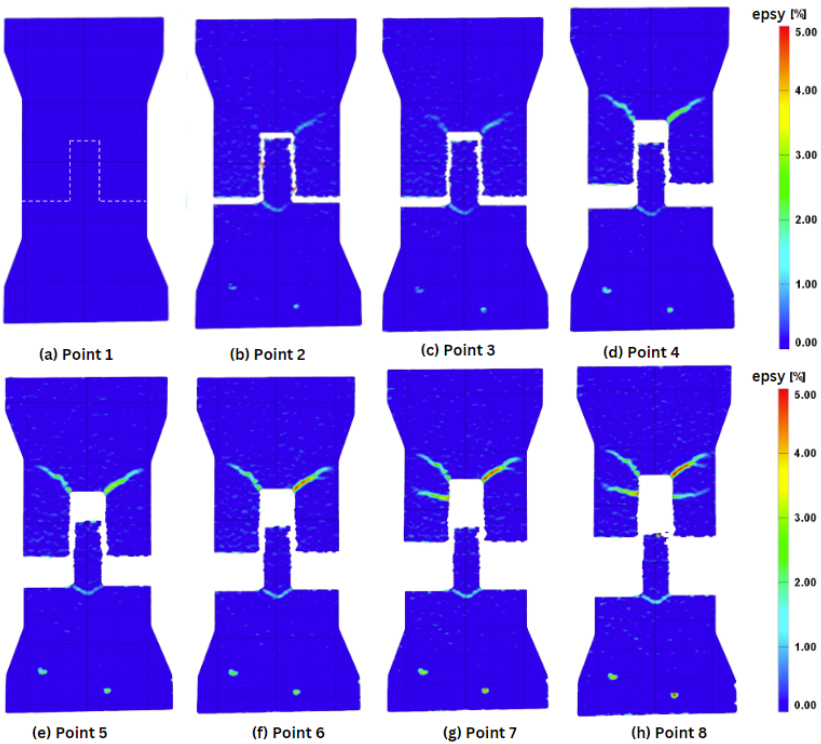 epsy [%]
5.00
4.00
3.00
2.00
1.00
0.00
(a) Point 1
(b) Point 2
(c) Point 3
(d) Point 4
epsy [%]
5.00
4.00
3.00
2.00
1.00
0.00
(e) Point 5
(f) Point 6
(g) Point 7
(h) Point 8